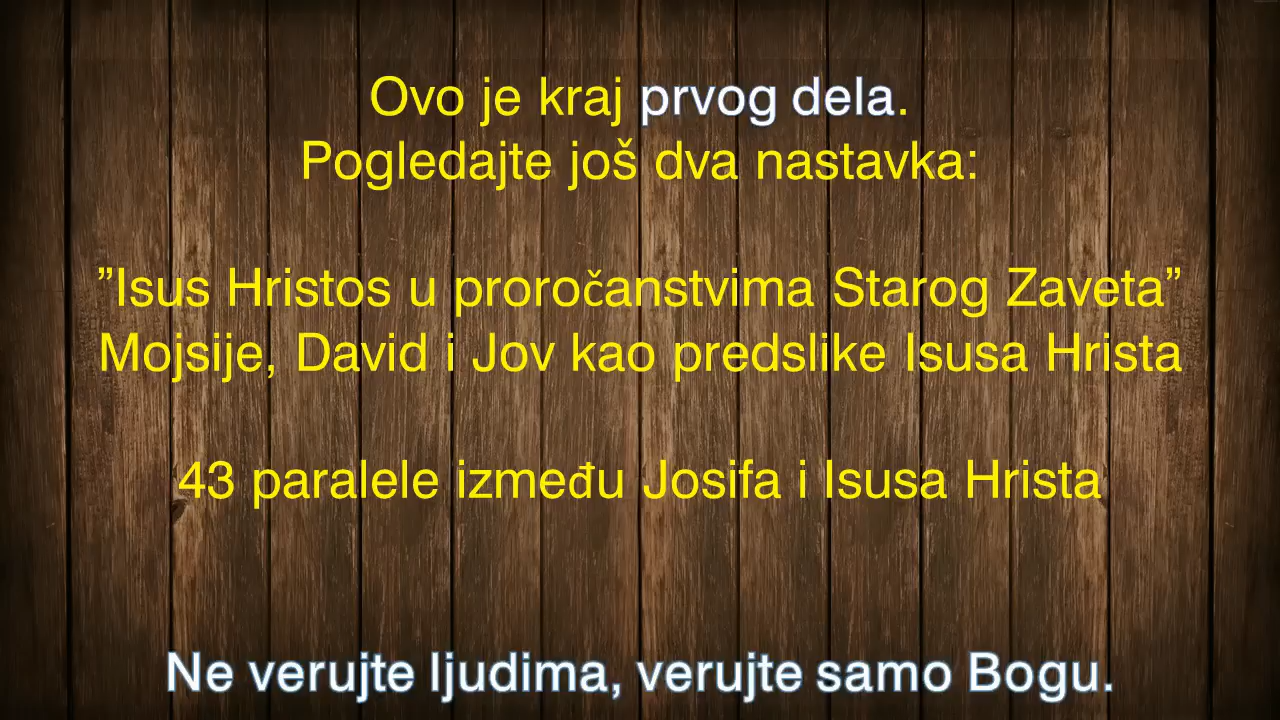 Ovo je kraj prvog dela.
Pogledajte još dva nastavka:
”Isus Hristos u proročanstvima Starog Zaveta”
Mojsije, David i Jov kao predslike Isusa Hrista
43 paralele između Josifa i Isusa Hrista
Ne verujte ljudima, verujte samo Bogu.